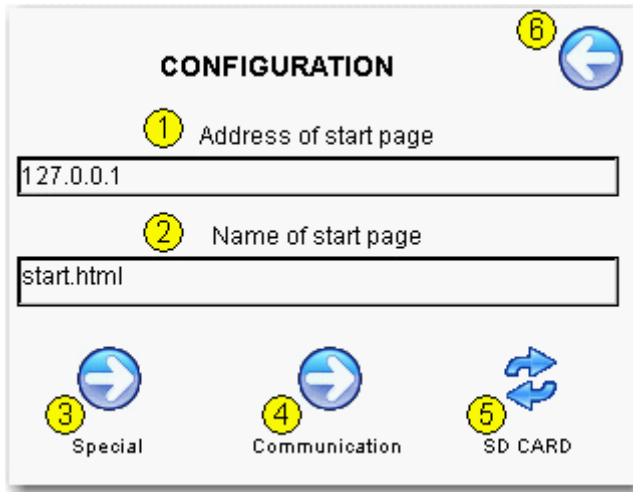 6
CONFIGURATION
1 Address of start page
127.0.0.1
2 Name of start page
start.html
3 4 5
Special Communication SD CARD